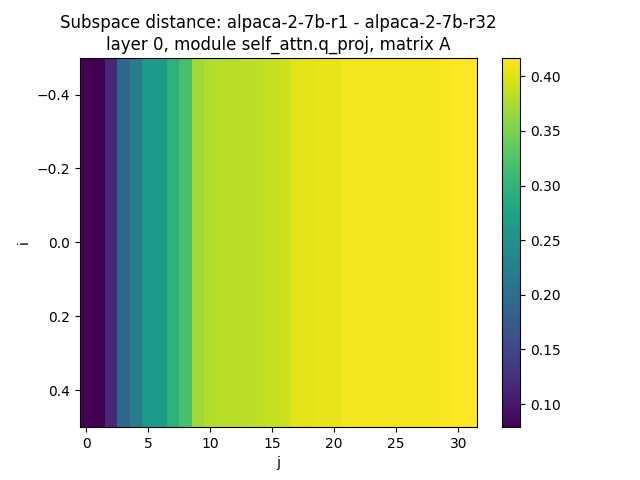 Subspace distance: alpaca-2-7b-r1 - alpaca-2-7b-r32
layer 0, module self_attn.q_proj, matrix A
−0.4
−0.2
0.0
0.2
0.4
i
0 5 10 15 20 25 30
j
0.40
0.35
0.30
0.25
0.20
0.15
0.10